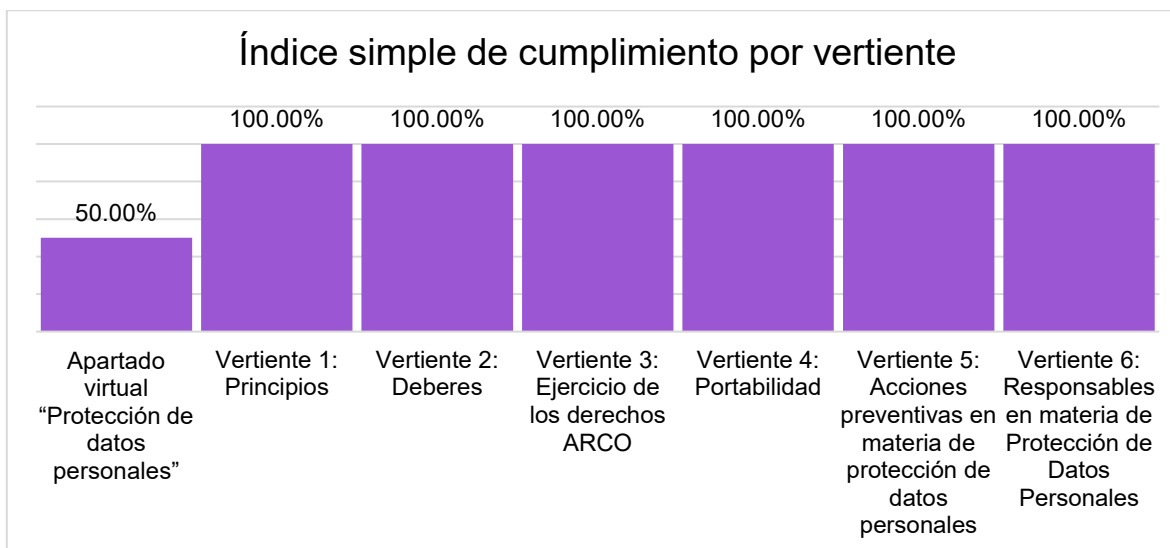 Índice simple de cumplimiento por vertiente
50.00%
100.00%
100.00%
100.00%
100.00%
100.00%
100.00%
Apartado
virtual
“Protección de
datos
personales”
Vertiente 1:
Principios
Vertiente 2:
Deberes
Vertiente 3:
Ejercicio de
los derechos
ARCO
Vertiente 4:
Portabilidad
Vertiente 5:
Acciones
preventivas en
materia de
protección de
datos
personales
Vertiente 6:
Responsables
en materia de
Protección de
Datos
Personales